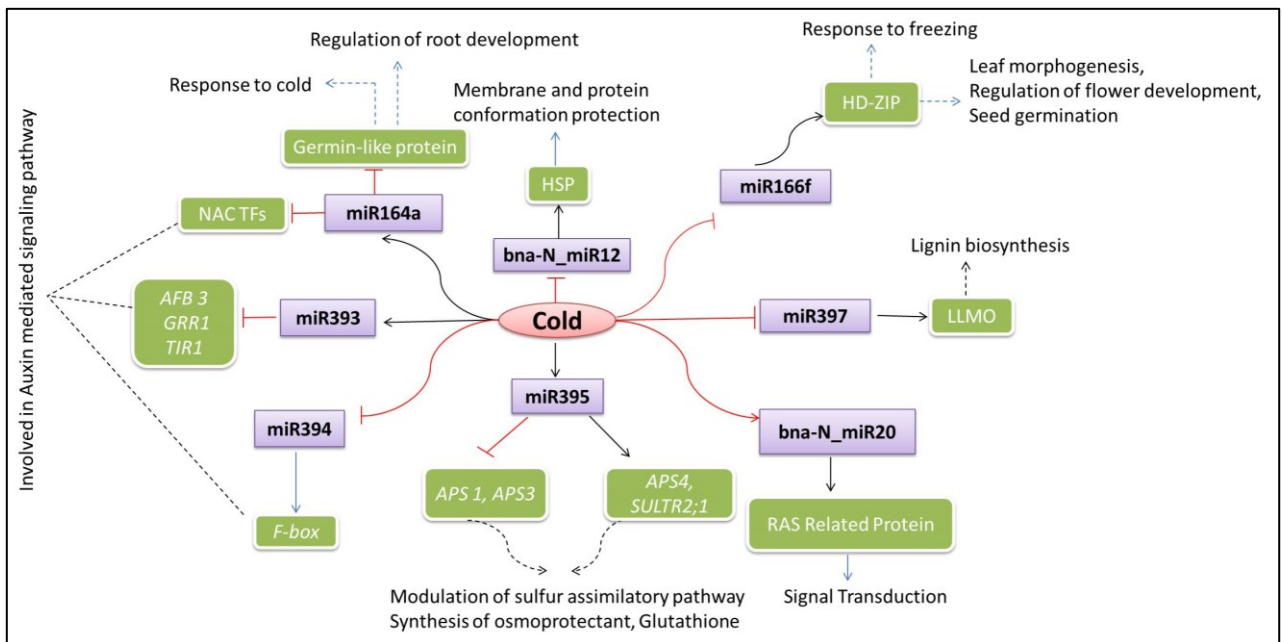 Regulation of root development
Response to cold
Germin-like protein
NAC TFs
miR164a
Involved in Auxin mediated signaling pathway
AFB 3
GRR1
TIR1
miR393
miR394
F-box
Membrane and protein
conformation protection
HSP
bna-N_miR12
Cold
miR395
APS 1, APS3
APS4,
SULTR2;1
Modulation of sulfur assimilatory pathway
Synthesis of osmoprotectant, Glutathione
Response to freezing
HD-ZIP
Leaf morphogenesis,
Regulation of flower development,
Seed germination
miR166f
Lignin biosynthesis
miR397
LLMO
bna-N_miR20
RAS Related Protein
Signal Transduction